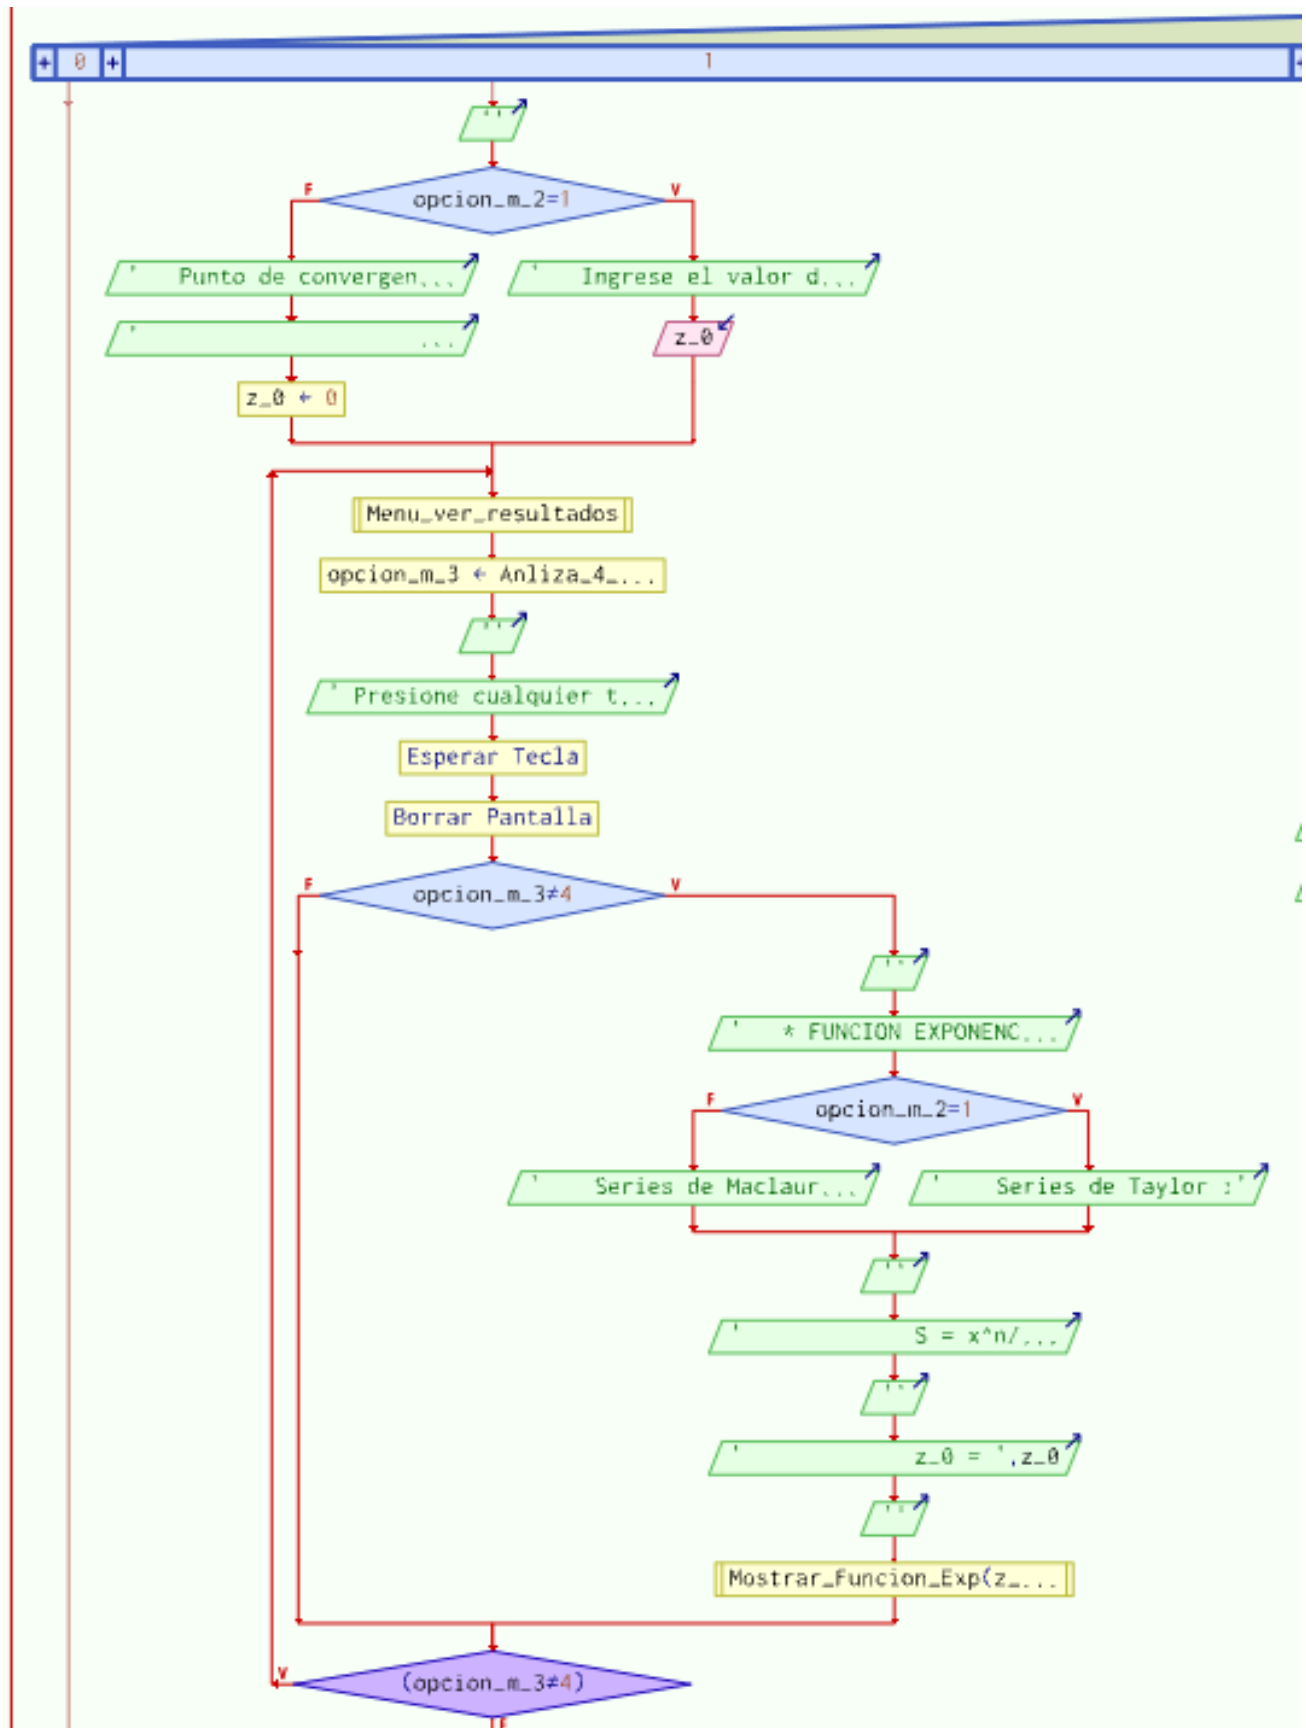 + 0 + 1 +
''
opcion_m_2=1
F V
' Punto de convergen...
' Ingrese el valor d...
' ...
z_0
z_0 ← 0
Menu_ver_resultados
opcion_m_3 ← Anliza_4_...
''
' Presione cualquier t...
Esperar Tecla
Borrar Pantalla
opcion_m_3≠4
F V
''
' * FUNCION EXPONENC...
opcion_m_2=1
F V
' Series de Maclaur...
' Series de Taylor :'
''
' S = x^n/...
''
' z_0 = ',z_0
''
Mostrar_Funcion_Exp(z_...
(opcion_m_3≠4)
V
F